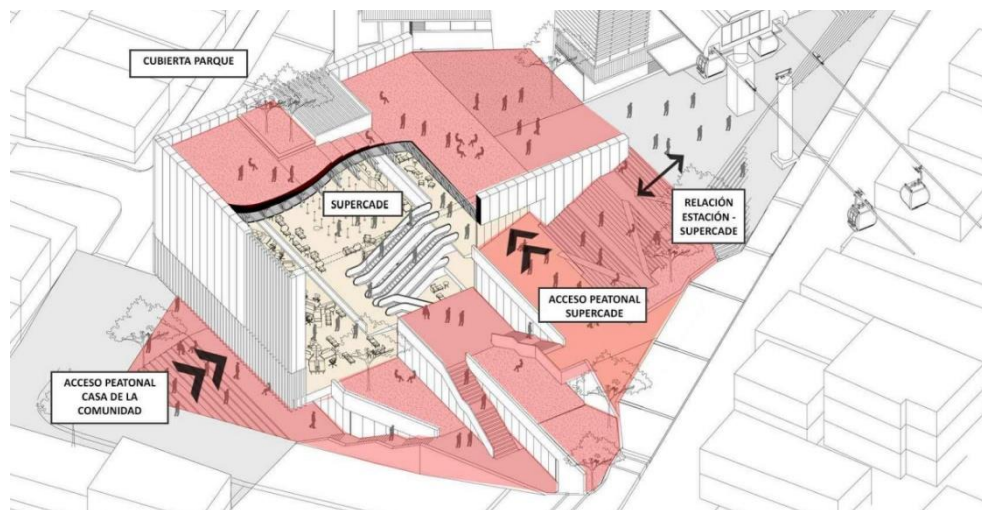 CUBIERTA PARQUE
SUPERCADE
RELACIÓN
ESTACIÓN -
SUPERCADE
ACCESO PEATONAL
SUPERCADE
ACCESO PEATONAL
CASA DE LA
COMUNIDAD